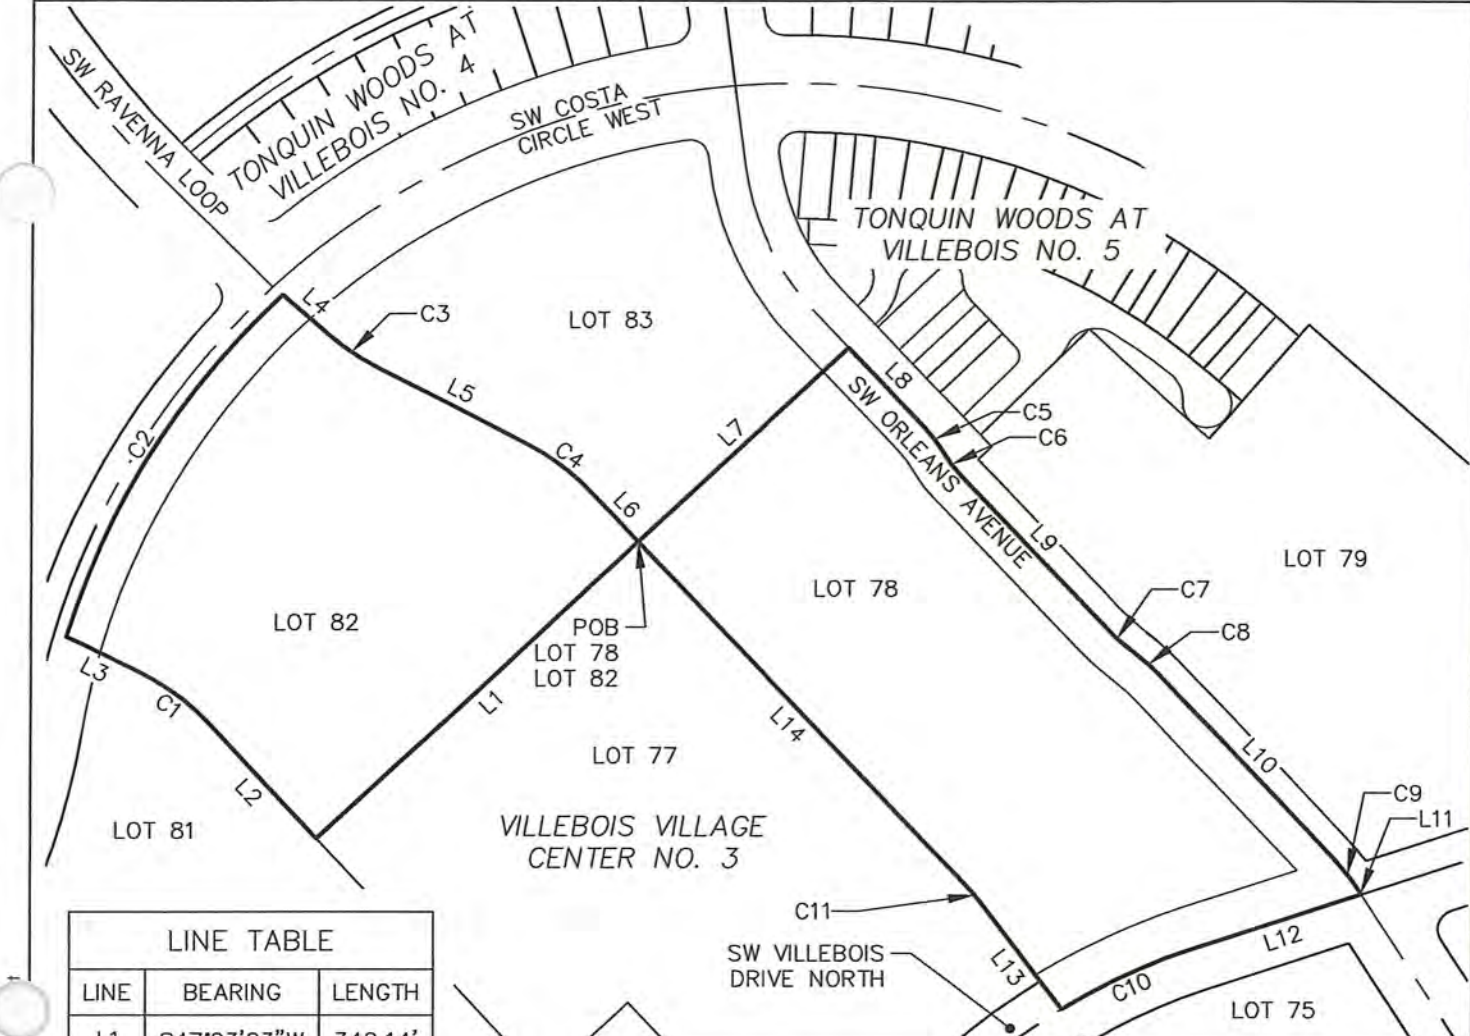 SW RAVENNA LOOP
TONQUIN WOODS AT
VILLEBOIS NO. 4
SW COSTA
CIRCLE WEST
TONQUIN WOODS AT
VILLEBOIS NO. 5
L4
C3
LOT 83
L5
L8
C5
C6
C2
C4
L7
SW ORLEANS AVENUE
L6
L9
LOT 79
LOT 82
POB
LOT 78
LOT 82
LOT 78
C7
C8
L3
C1
L1
L14
LOT 77
L10
L2
LOT 81
VILLEBOIS VILLAGE
CENTER NO. 3
C9
L11
C11
SW VILLEBOIS
DRIVE NORTH
L13
C10
L12
LOT 75
LINE TABLE
LINE BEARING LENGTH